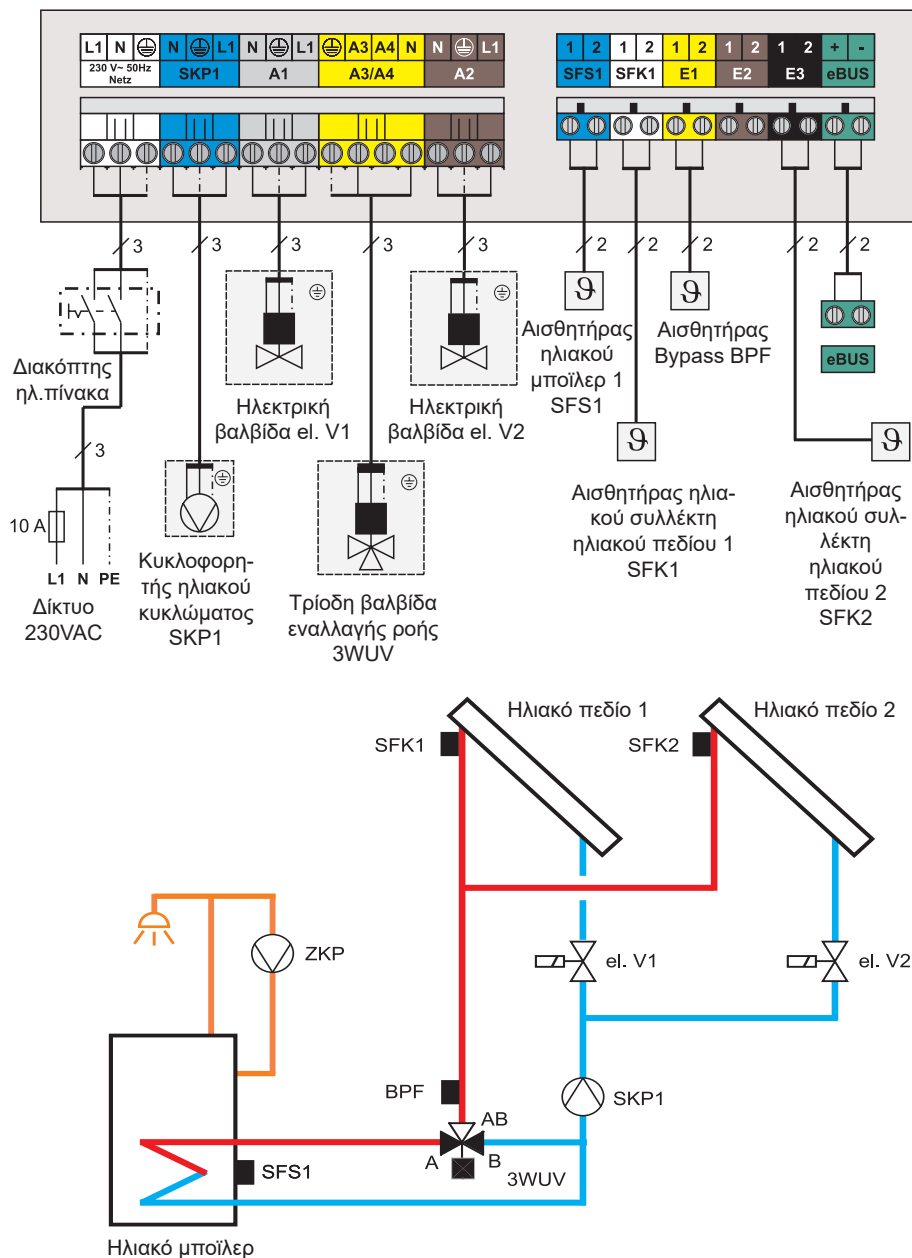 L1 N N L1 N L1 A3 A4 N N L1
230 V~ 50Hz
Netz
SKP1 A1 A3/A4 A2
1 2 1 2 1 2 1 2 1 2 + -
SFS1 SFK1 E1 E2 E3 eBUS
3 3 3 3 3 2 2 2 2 2
Διακόπτης
ηλ.πίνακα
3
10 A
L1 N PE
Δίκτυο
230VAC
Κυκλοφορη-
τής ηλιακού
κυκλώματος
SKP1
Ηλεκτρική
βαλβίδα el. V1
Τρίοδη βαλβίδα
εναλλαγής ροής
3WUV
Ηλεκτρική
βαλβίδα el. V2
ϑ
Αισθητήρας
ηλιακού
μποϊλερ 1
SFS1
ϑ
Αισθητήρας
Bypass BPF
eBUS
ϑ
Αισθητήρας ηλια-
κού συλλέκτη
ηλιακού πεδίου 1
SFK1
ϑ
Αισθητήρας
ηλιακού συλ-
λέκτη
ηλιακού
πεδίου 2
SFK2
Ηλιακό πεδίο 1
Ηλιακό πεδίο 2
SFK1
SFK2
ZKP
el. V1
el. V2
BPF
SKP1
AB
A
B
3WUV
SFS1
Ηλιακό μποϊλερ